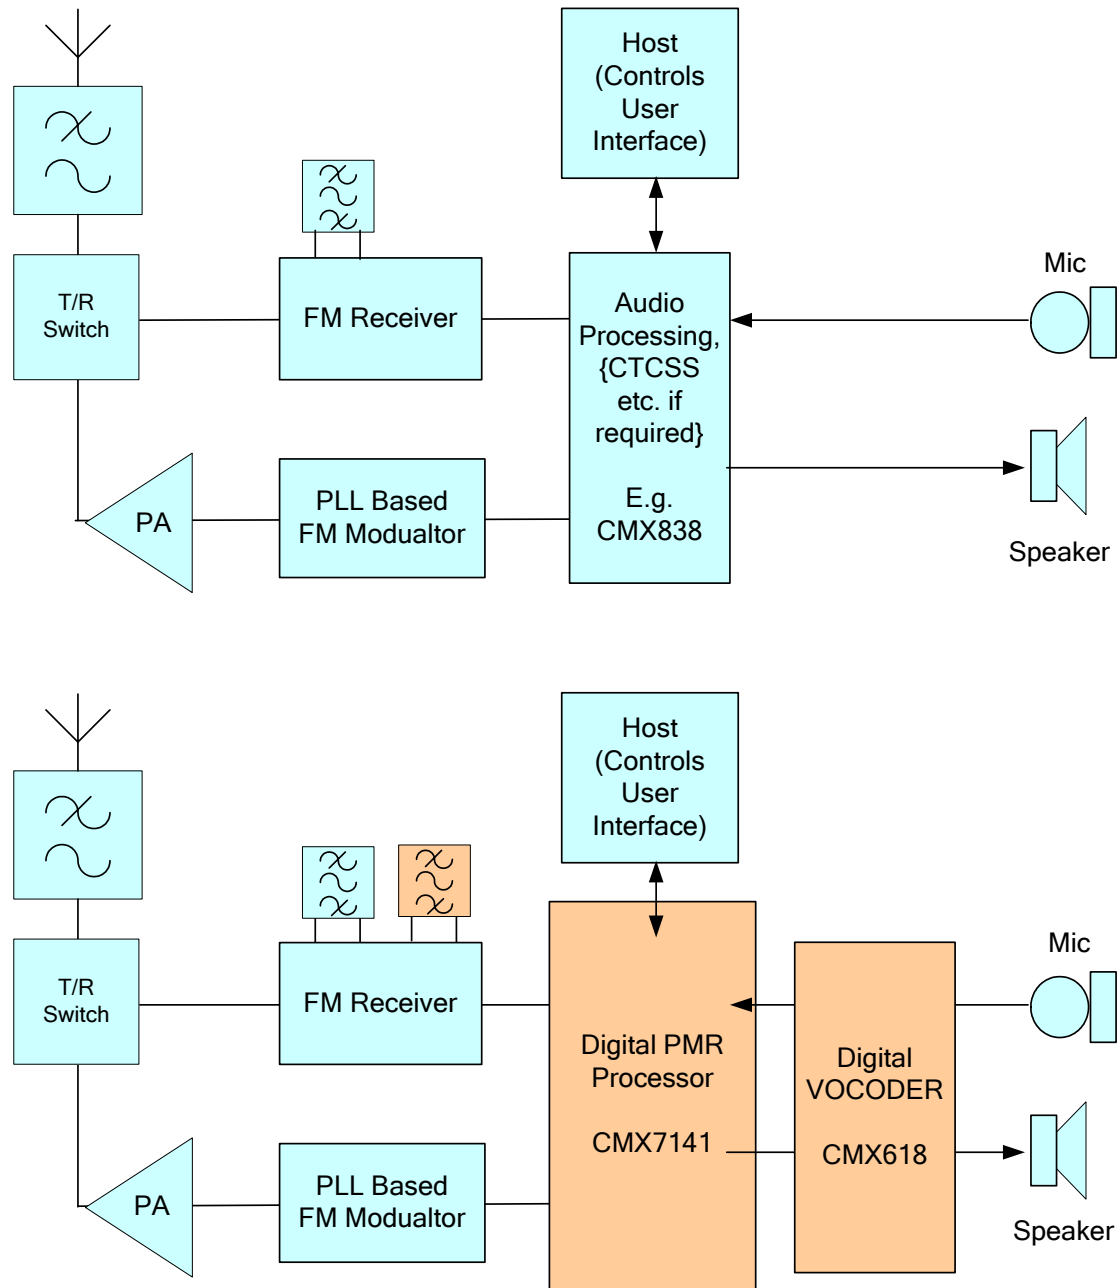 Host
(Controls
User
Interface)
Mic
T/R
Switch
FM Receiver
Audio
Processing,
{CTCSS
etc. if
required}
E.g.
CMX838
PA
PLL Based
FM Modualtor
Speaker
Host
(Controls
User
Interface)
Mic
T/R
Switch
FM Receiver
Digital PMR
Processor
CMX7141
Digital
VOCODER
CMX618
PA
PLL Based
FM Modualtor
Speaker